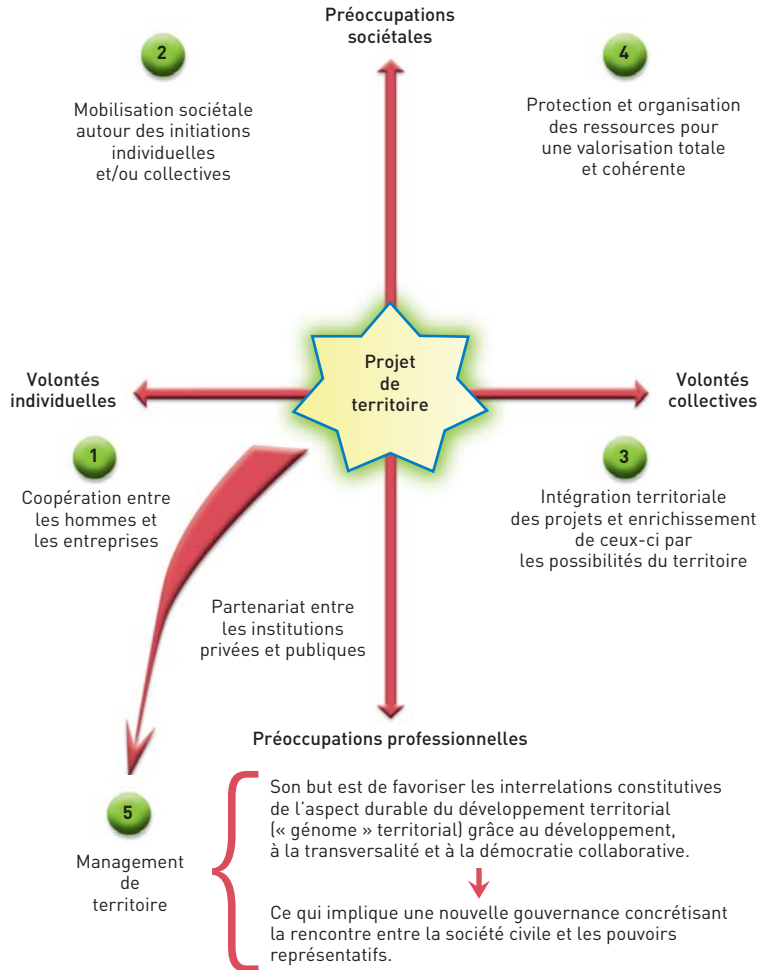 Préoccupations
sociétales
2
Mobilisation sociétale
autour des initiations
individuelles
et/ou collectives
4
Protection et organisation
des ressources pour
une valorisation totale
et cohérente
Projet
de
territoire
Volontés
individuelles
Volontés
collectives
1
Coopération entre
les hommes et
les entreprises
3
Intégration territoriale
des projets et enrichissement
de ceux-ci par
les possibilités du territoire
Partenariat entre
les institutions
privées et publiques
Préoccupations professionnelles
5
Management
de
territoire
Son but est de favoriser les interrelations constitutives
de l'aspect durable du développement territorial
(« génome » territorial) grâce au développement,
à la transversalité et à la démocratie collaborative.
Ce qui implique une nouvelle gouvernance concrétisant
la rencontre entre la société civile et les pouvoirs
représentatifs.